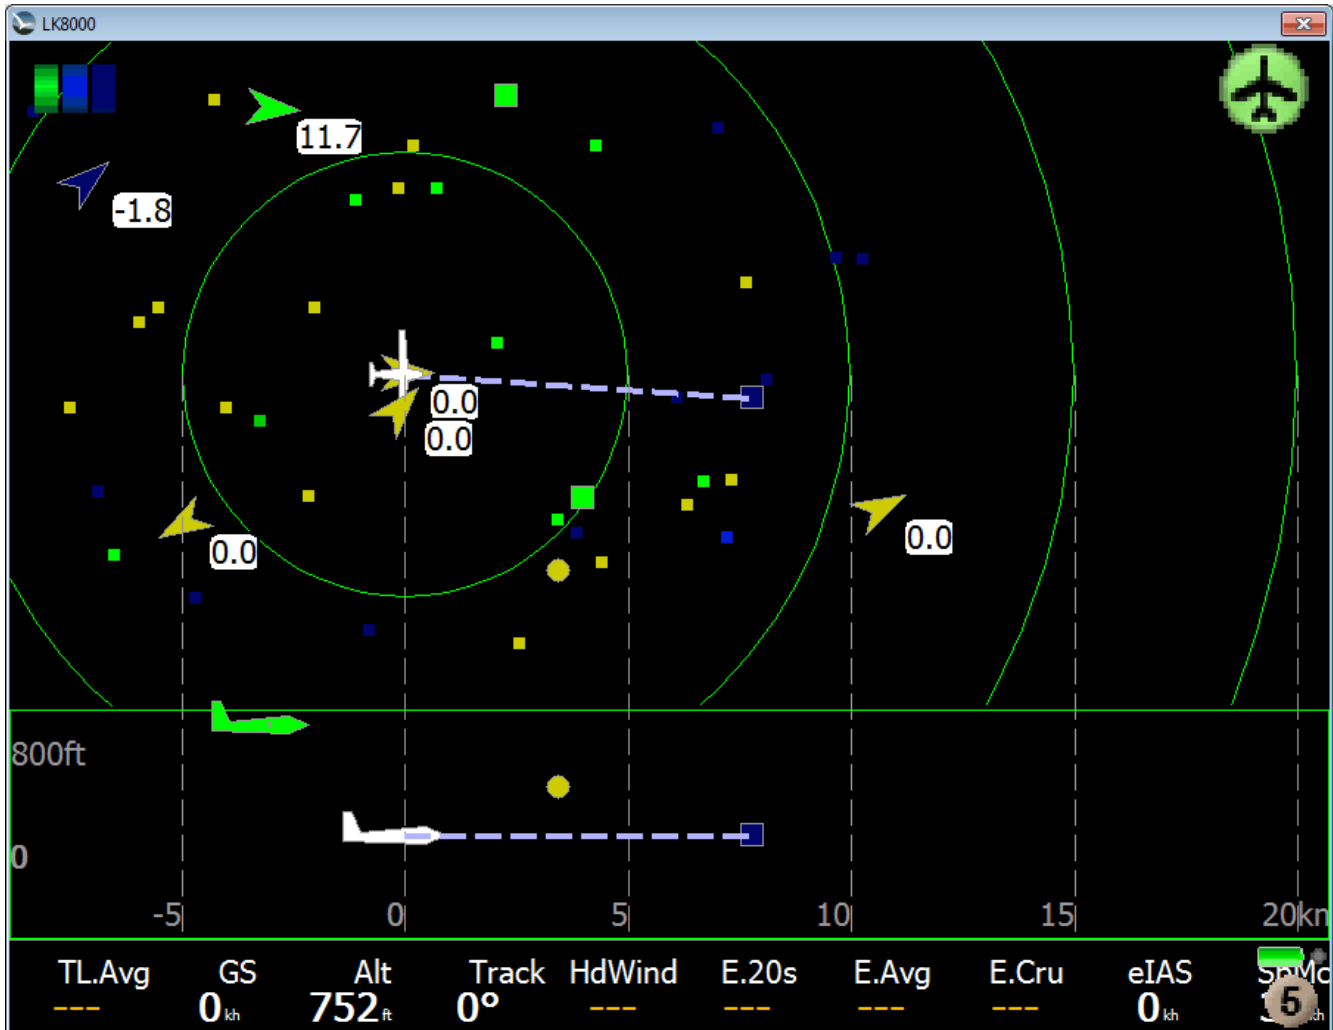 LK8000
11.7
-1.8
0.0
0.0
0.0
0.0
800ft
0
-5 0 5 10 15 20km
TL.Avg GS Alt Track HdWind E.20s E.Avg E.Cru eIAS
--- 0kh 752ft 0° --- --- --- --- 0kh
5